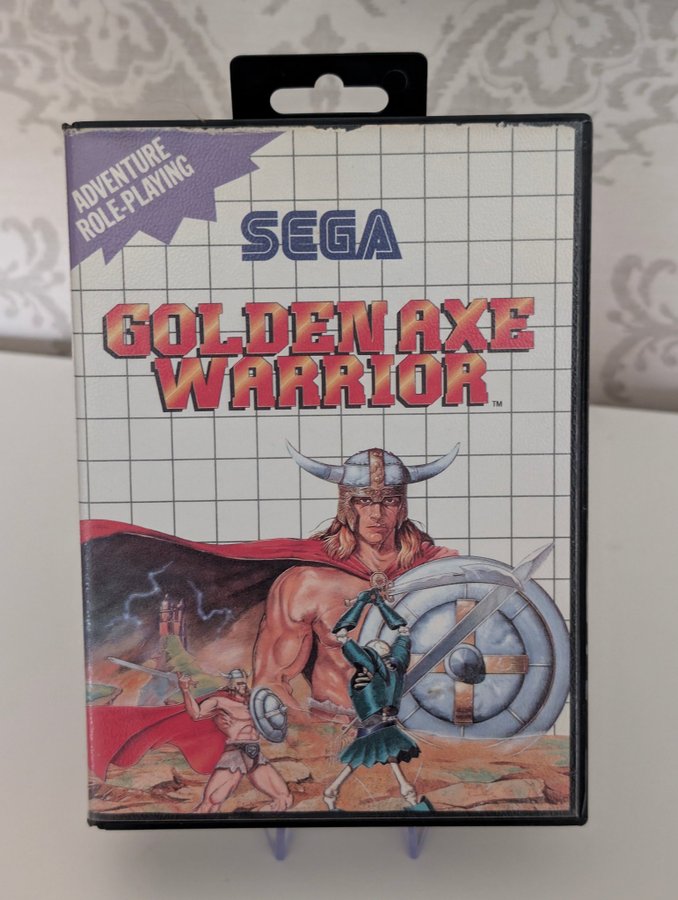 ADVENTURE
ROLE-PLAYING
SEGA
GOLDEN AXE
WARRIOR
™